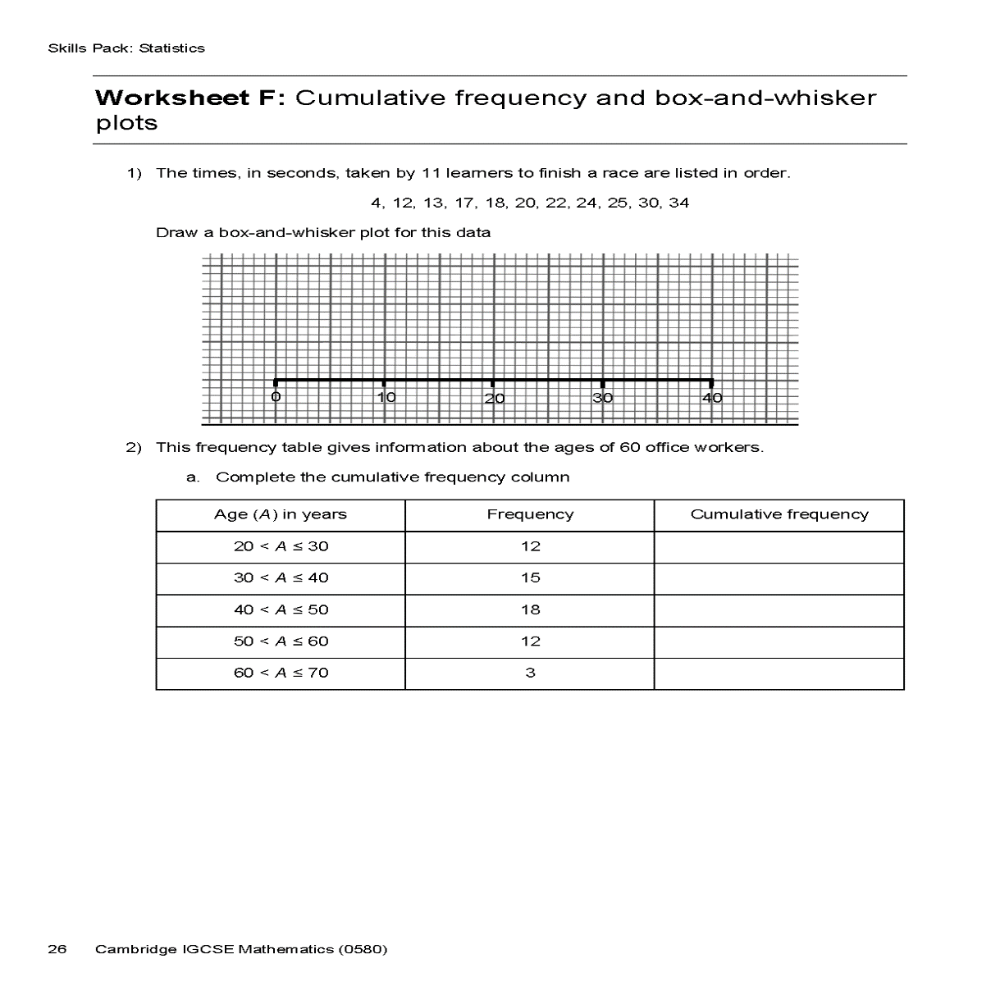 Skills Pack: Statistics
Worksheet F: Cumulative frequency and box-and-whisker
plots
1) The times, in seconds, taken by 11 learners to finish a race are listed in order.
4, 12, 13, 17, 18, 20, 22, 24, 25, 30, 34
Draw a box-and-whisker plot for this data
0 10 20 30 40
2) This frequency table gives information about the ages of 60 office workers.
a. Complete the cumulative frequency column
Age (A) in years Frequency Cumulative frequency
20 < A ≤ 30 12
30 < A ≤ 40 15
40 < A ≤ 50 18
50 < A ≤ 60 12
60 < A ≤ 70 3
26 Cambridge IGCSE Mathematics (0580)